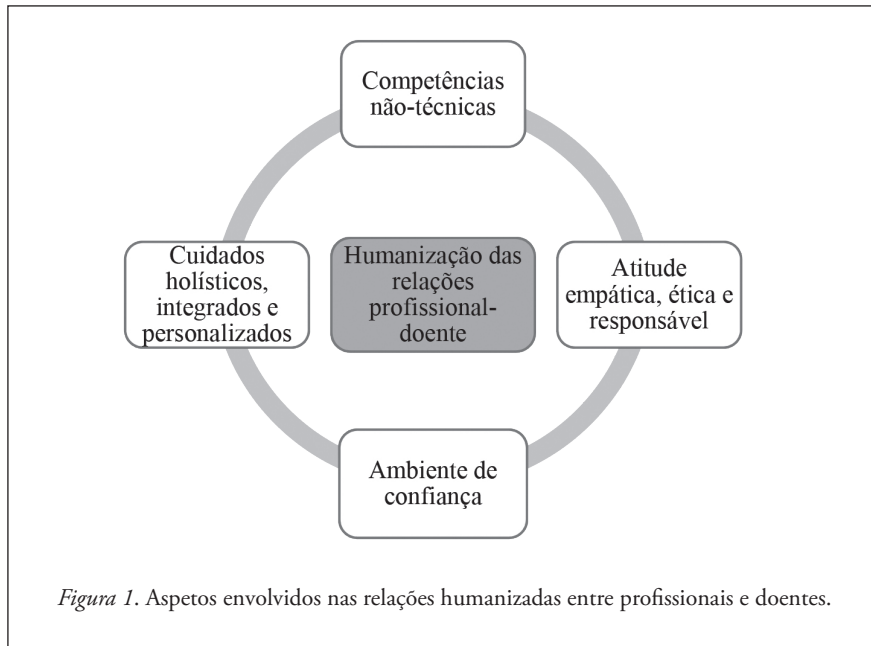 Competências
não-técnicas
Cuidados
holísticos,
integrados e
personalizados
Humanização das
relações
profissional-
doente
Atitude
empática, ética e
responsável
Ambiente de
confiança
Figura 1. Aspetos envolvidos nas relações humanizadas entre profissionais e doentes.